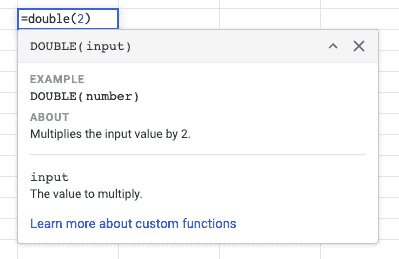 =double(2)
DOUBLE(input)
EXAMPLE
DOUBLE(number)
ABOUT
Multiplies the input value by 2.
input
The value to multiply.
Learn more about custom functions